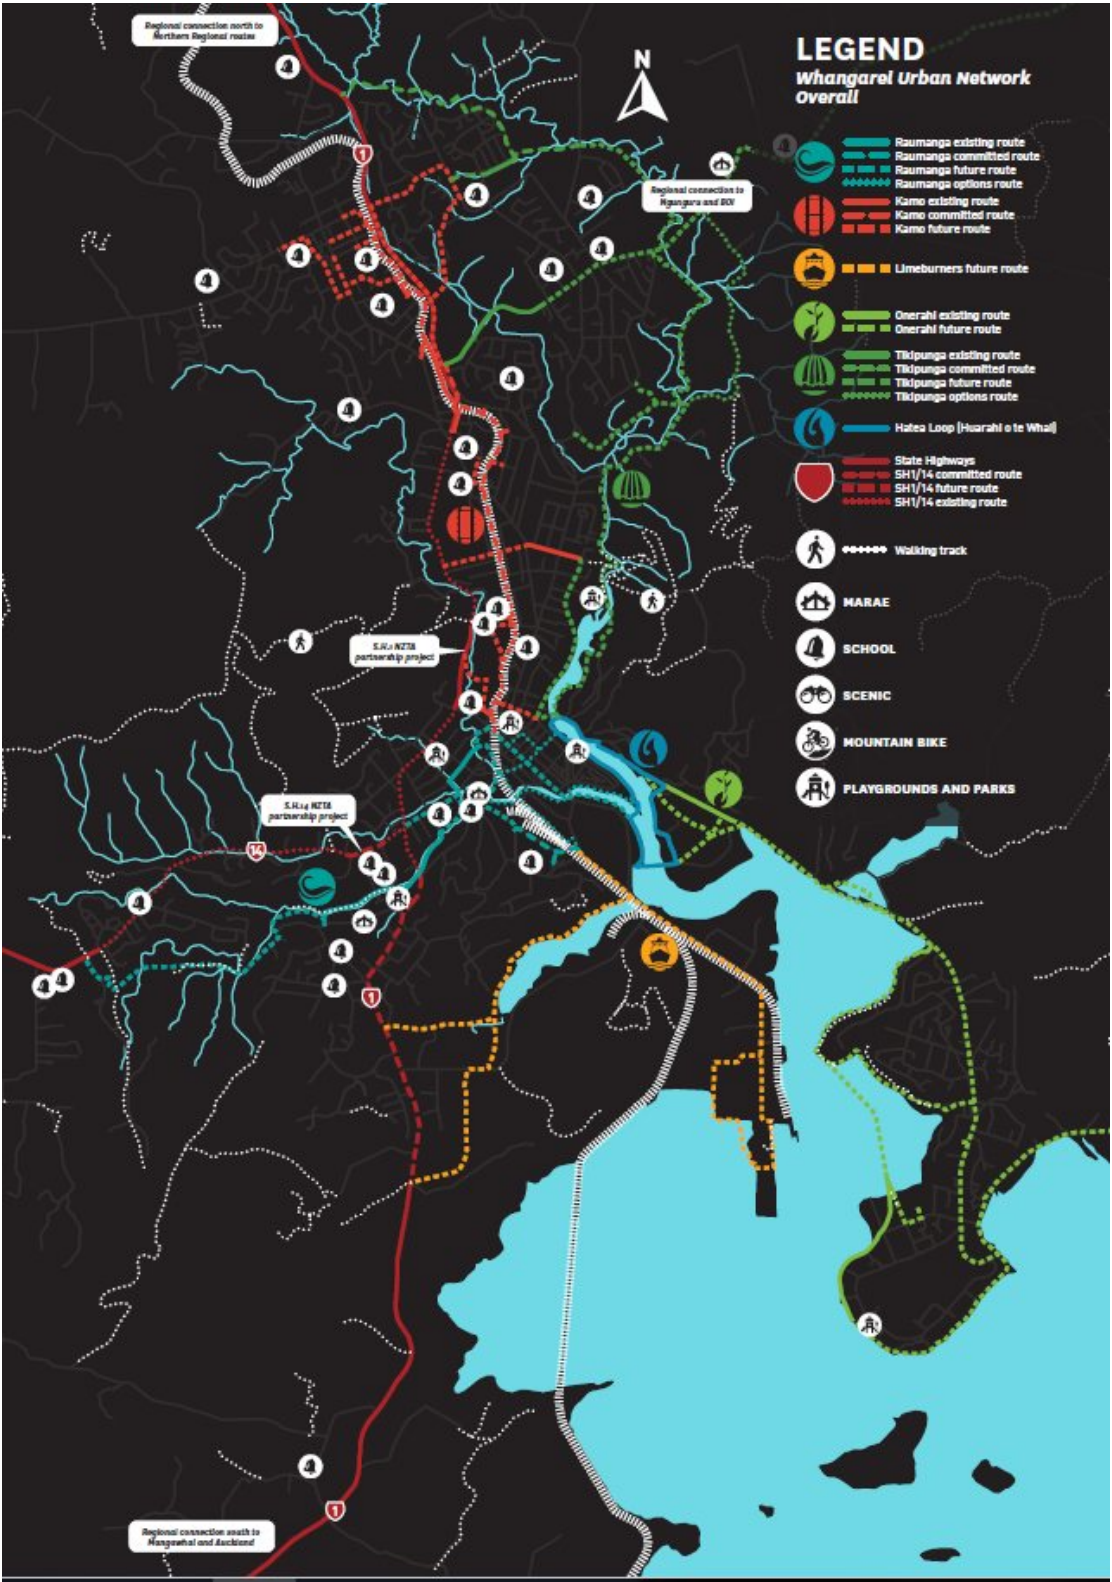 Regional connection north to
Northern Regional routes
N
LEGEND
Whangarei Urban Network
Overall
Raumanga existing route
Raumanga committed route
Raumanga future route
Raumanga options route
Kamo existing route
Kamo committed route
Kamo future route
Limeburners future route
Onerahi existing route
Onerahi future route
Tikipunga existing route
Tikipunga committed route
Tikipunga future route
Tikipunga options route
Hatea Loop (Huarahi o te Whai)
State Highways
SH1/14 committed route
SH1/14 future route
SH1/14 existing route
Walking track
MARAE
SCHOOL
SCENIC
MOUNTAIN BIKE
PLAYGROUNDS AND PARKS
1
Regional connection to
Ngunguru and BOI
S.H.1 NZTA
partnership project
S.H.14 NZTA
partnership project
14
1
1
Regional connection south to
Mangawhai and Auckland